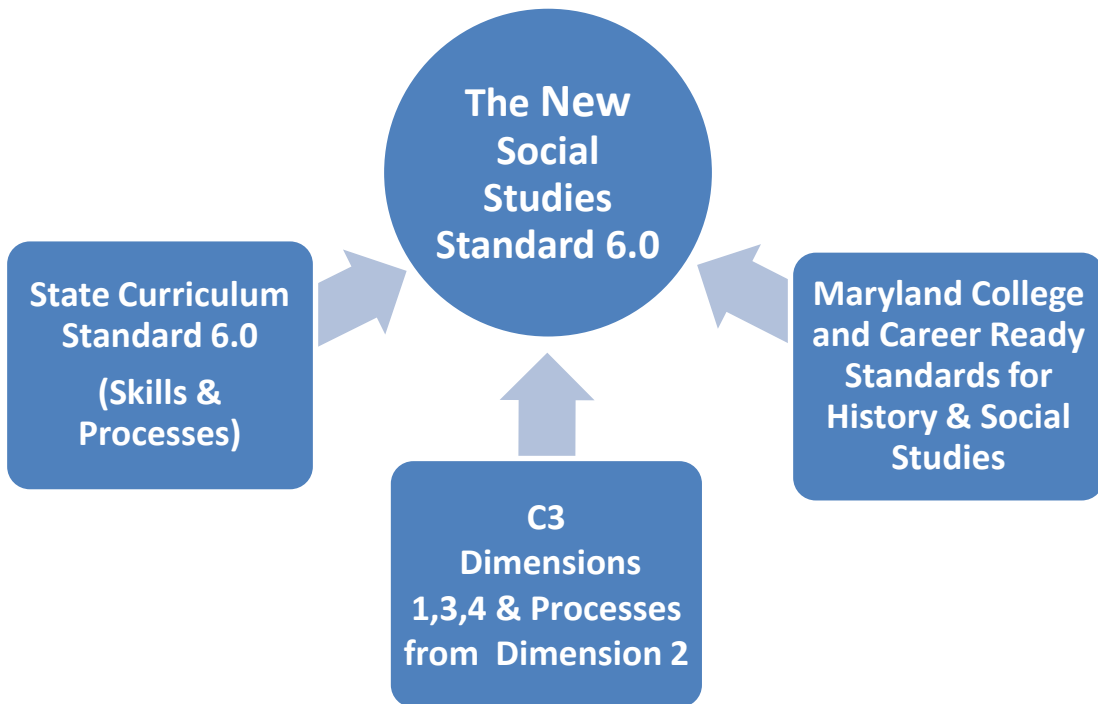 The New
Social
Studies
Standard 6.0
State Curriculum
Standard 6.0
(Skills &
Processes)
C3
Dimensions
1,3,4 & Processes
from Dimension 2
Maryland College
and Career Ready
Standards for
History & Social
Studies